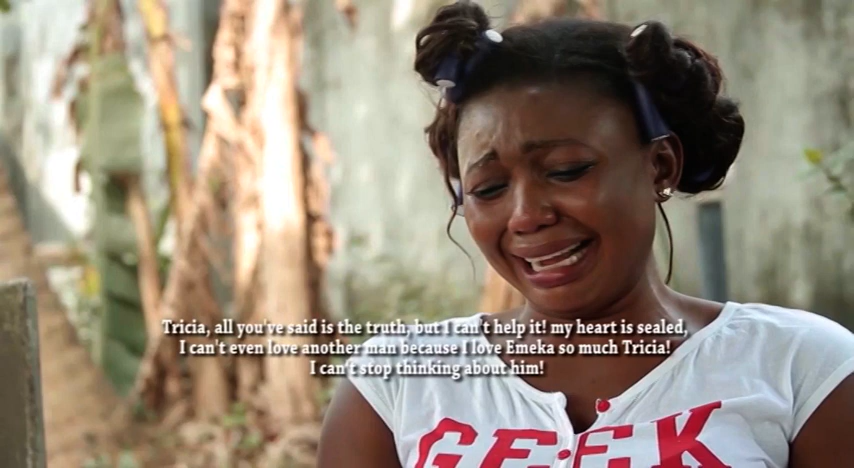 Tricia, all you've said is the truth, but I can't help it! my heart is sealed,
I can't even love another man because I love Emeka so much Tricia!
I can't stop thinking about him!
GEEK